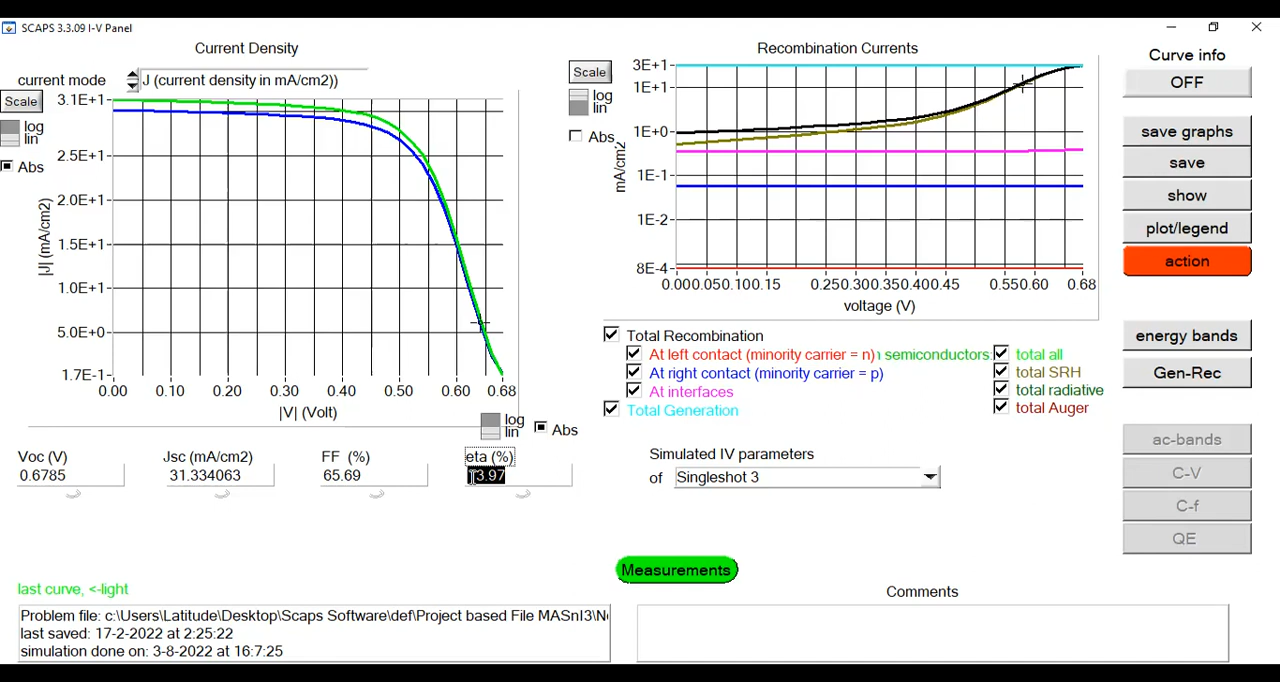 SCAPS 3.3.09 I-V Panel
Current Density
current mode
J (current density in mA/cm2))
Scale
log
lin
Abs
3.1E+1
2.5E+1
2.0E+1
1.5E+1
1.0E+1
5.0E+0
1.7E-1
|J| (mA/cm2)
0.00 0.10 0.20 0.30 0.40 0.50 0.60 0.68
|V| (Volt)
log
lin
Abs
Voc (V)
0.6785
Jsc (mA/cm2)
31.334063
FF (%)
65.69
eta (%)
3.97
last curve, <-light
Problem file: c:\Users\Latitude\Desktop\Scaps Software\def\Project based File MASnI3\N
last saved: 17-2-2022 at 2:25:22
simulation done on: 3-8-2022 at 16:7:25
Recombination Currents
Scale
log
lin
Abs
3E+1
1E+1
1E+0
1E-1
1E-2
8E-4
mA/cm2
0.00 0.05 0.10 0.15 0.25 0.30 0.35 0.40 0.45 0.55 0.60 0.68
voltage (V)
Total Recombination
At left contact (minority carrier = n) semiconductors:
At right contact (minority carrier = p)
At interfaces
Total Generation
total all
total SRH
total radiative
total Auger
Simulated IV parameters
of Singleshot 3
Measurements
Comments
Curve info
OFF
save graphs
save
show
plot/legend
action
energy bands
Gen-Rec
ac-bands
C-V
C-f
QE